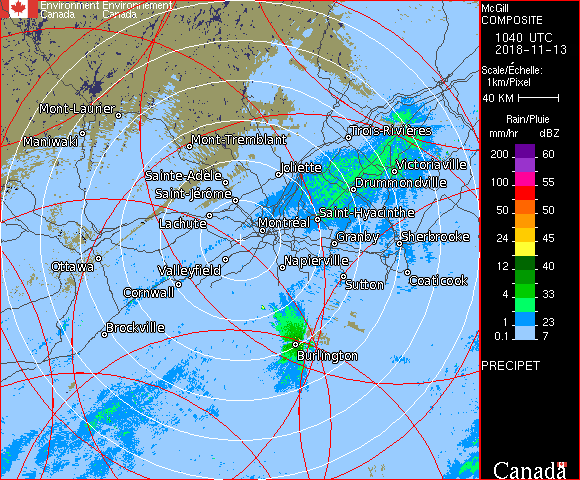 Environment Environnement
Canada Canada
McGill
COMPOSITE
1040 UTC
2018-11-13
Scale/Échelle:
1km/Pixel
40 KM
Rain/Pluie
mm/hr dBZ
200 60
100 55
50 50
24 45
12 40
4 33
1 23
0.1 7
PRECIPET
Canada
Mont-Laurier
Maniwaki
Mont-Tremblant
Trois-Rivières
Joliette
Victoriaville
Sainte-Adèle
Drummondville
Saint-Jérôme
Saint-Hyacinthe
Lachute
Montréal
Granby
Sherbrooke
Ottawa
Valleyfield
Napierville
Sutton
Coaticook
Cornwall
Brockville
Burlington